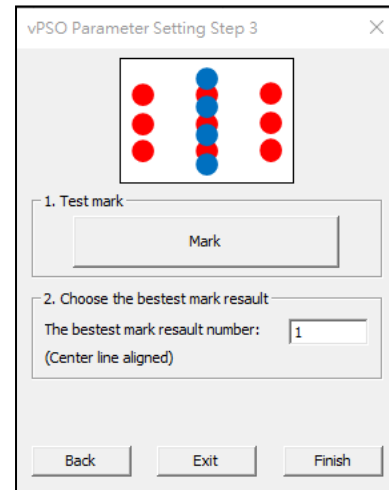 vPSO Parameter Setting Step 3
1. Test mark
Mark
2. Choose the bestest mark resault
The bestest mark resault number:
1
(Center line aligned)
Back
Exit
Finish